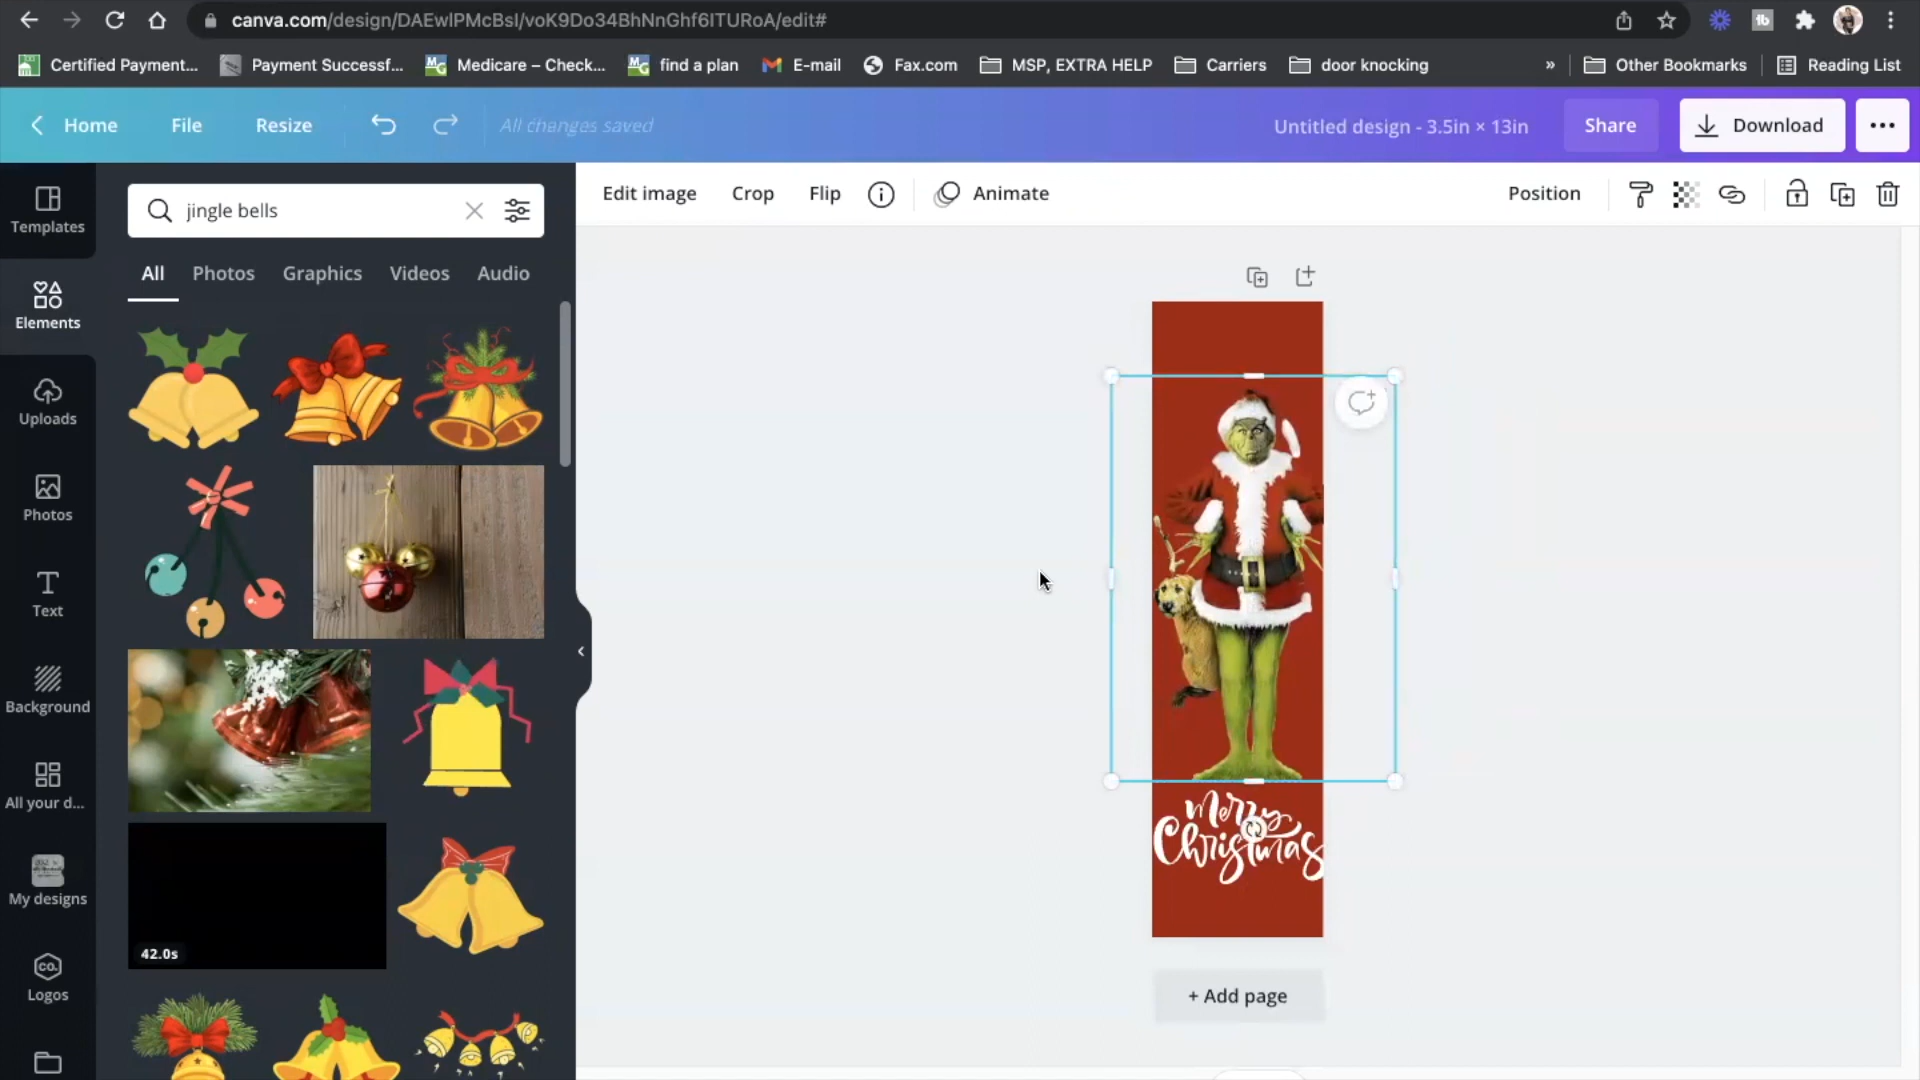 canva.com/design/DAEwlPMcBsI/voK9Do34BhNnGhf6ITURoA/edit#
Certified Payment... Payment Successf... Medicare – Check... find a plan E-mail Fax.com MSP, EXTRA HELP Carriers door knocking » Other Bookmarks Reading List
Home File Resize All changes saved Untitled design - 3.5in × 13in Share Download
jingle bells
Edit image Crop Flip Animate Position
Templates
All Photos Graphics Videos Audio
Elements
Uploads
Photos
Text
Background
All your d...
My designs
Logos
42.0s
Merry
Christmas
+ Add page